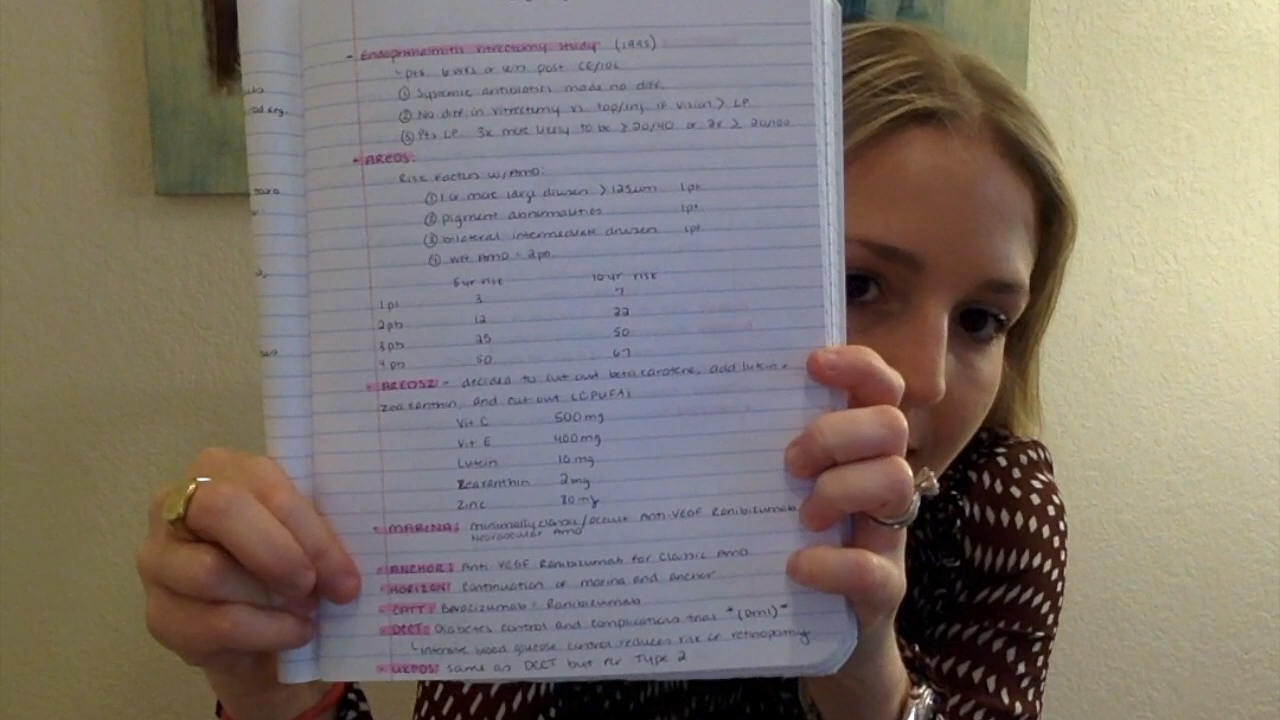 - Endophthalmitis vitrectomy study: (1995)
pts 6 wks or less post CE/IOL
① Systemic antibiotics made no diff.
② No diff in vitrectomy vs tap/inj if vision > LP
③ Pts LP 3x more likely to be ≥ 20/40 or 2x ≥ 20/100
- AREDS:
Risk Factors w/AMD:
① 1 or more large drusen > 125um 1pt
② pigment abnormalities 1pt
③ bilateral intermediate drusen 1pt
④ wet AMD = 2pts
5yr risk 10yr risk
1pt 3 7
2pts 12 22
3pts 25 50
4pts 50 67
- AREDS2: - decided to cut out beta carotene, add lutein +
zeaxanthin, and cut out LCPUFAs
Vit C 500mg
Vit E 400mg
Lutein 10mg
Zeaxanthin 2mg
Zinc 80mg
- MARINA: minimally classic/occult Anti-VEGF Ranibizumab
Neovascular AMD
- ANCHOR: Anti VEGF Ranibizumab for Classic AMD
- HORIZON: Continuation of marina and anchor
- CATT: Bevacizumab = Ranibizumab
- DCCT: Diabetes control and complications trial *(DM1)*
intensive blood glucose control reduces risk of retinopathy
- UKPDS: same as DCCT but for Type 2